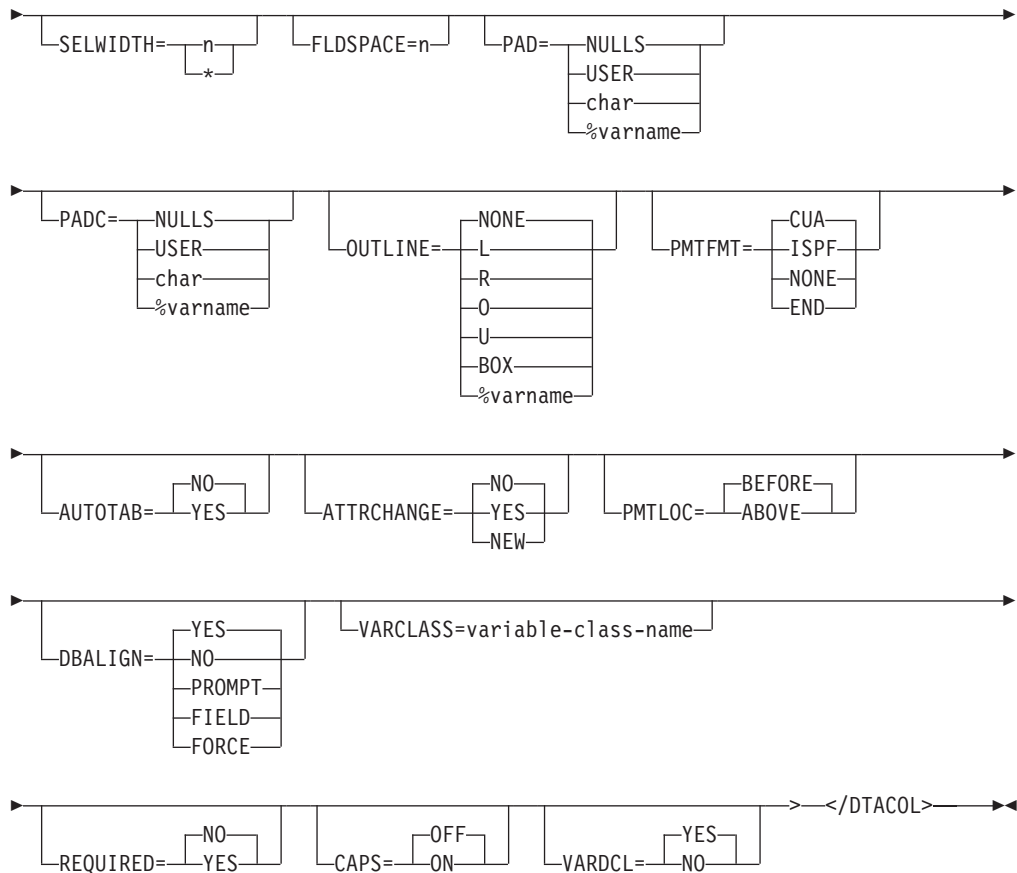 SELWIDTH= n FLDSPACE=n PAD= NULLS
* USER
char
%varname
NONE CUA
PADC= NULLS OUTLINE= L PMTFMT= ISPF
USER R NONE
char O END
%varname U
BOX
%varname
NO NO BEFORE
AUTOTAB= YES ATTRCHANGE= YES PMTLOC= ABOVE
NEW
YES VARCLASS=variable-class-name
DBALIGN= NO
PROMPT
FIELD
FORCE
> </DTACOL>
NO OFF YES
REQUIRED= YES CAPS= ON VARDCL= NO